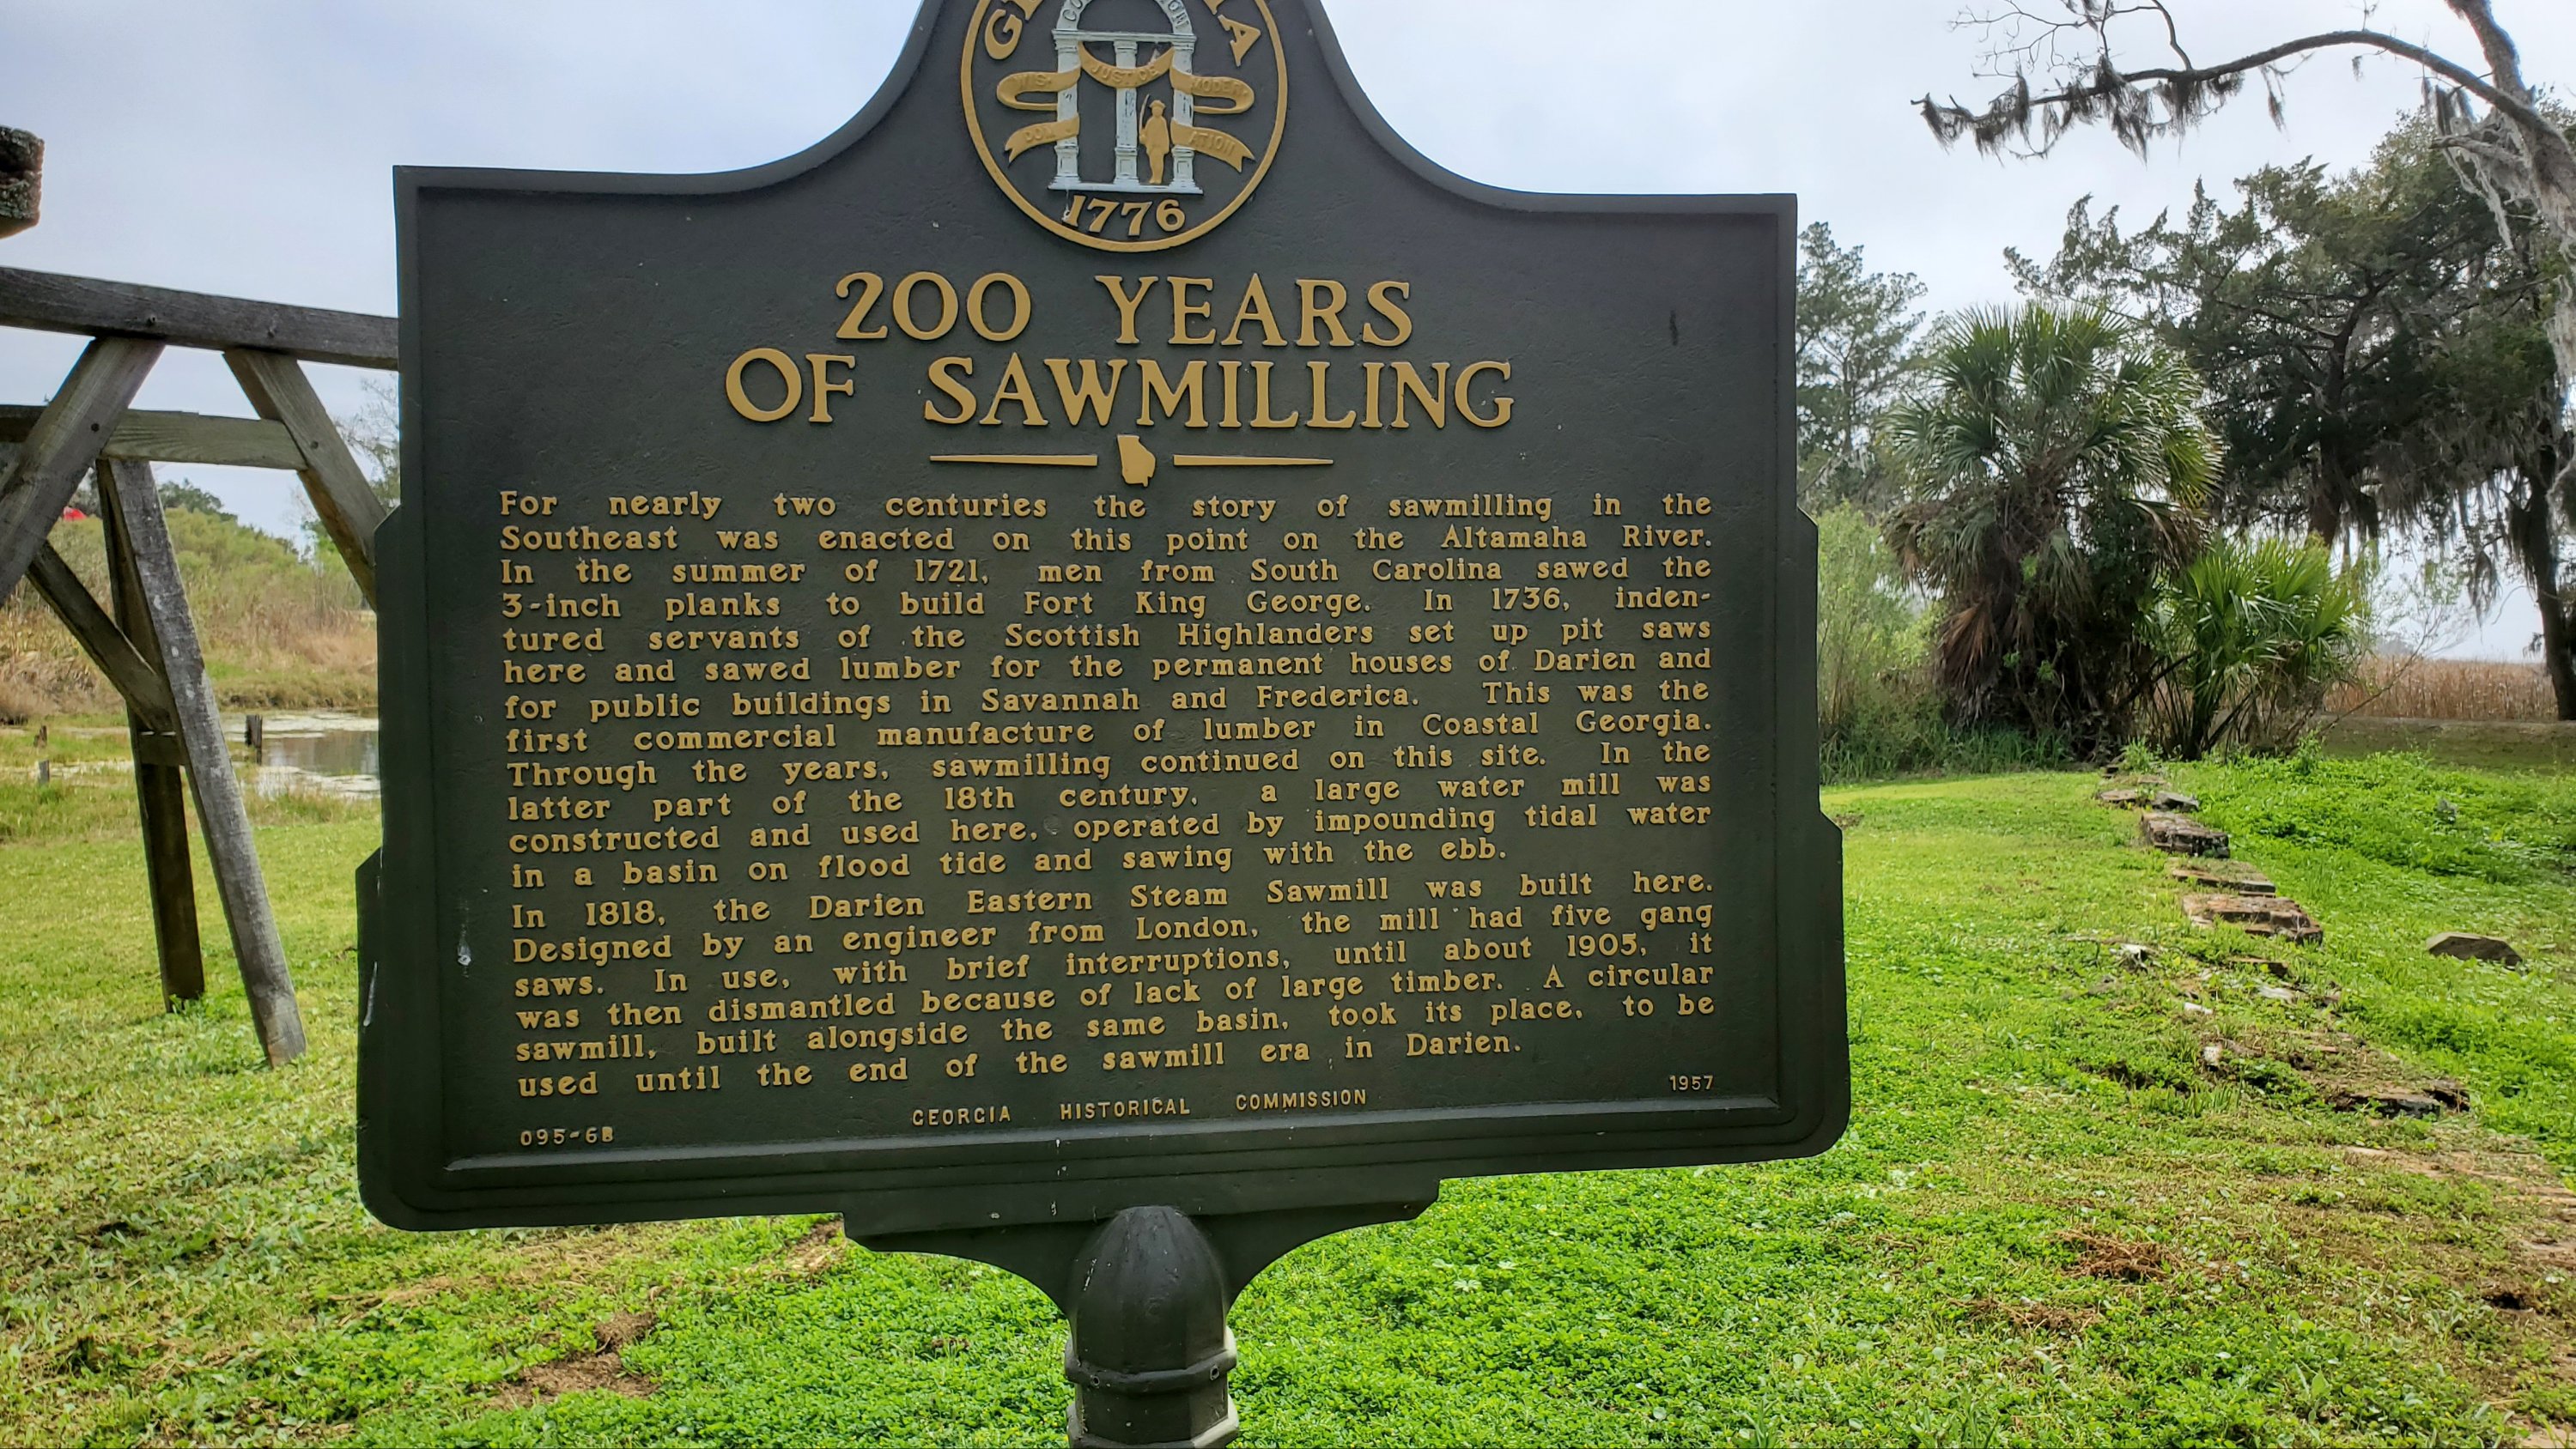 CONSTITUTION
JUSTICE
1776
200 YEARS
OF SAWMILLING
For nearly two centuries the story of sawmilling in the
Southeast was enacted on this point on the Altamaha River.
In the summer of 1721, men from South Carolina sawed the
3-inch planks to build Fort King George. In 1736, inden-
tured servants of the Scottish Highlanders set up pit saws
here and sawed lumber for the permanent houses of Darien and
for public buildings in Savannah and Frederica. This was the
first commercial manufacture of lumber in Coastal Georgia.
Through the years, sawmilling continued on this site. In the
latter part of the 18th century, a large water mill was
constructed and used here, operated by impounding tidal water
in a basin on flood tide and sawing with the ebb.
In 1818, the Darien Eastern Steam Sawmill was built here.
Designed by an engineer from London, the mill had five gang
saws. In use, with brief interruptions, until about 1905, it
was then dismantled because of lack of large timber. A circular
sawmill, built alongside the same basin, took its place, to be
used until the end of the sawmill era in Darien.
095-6B GEORGIA HISTORICAL COMMISSION 1957